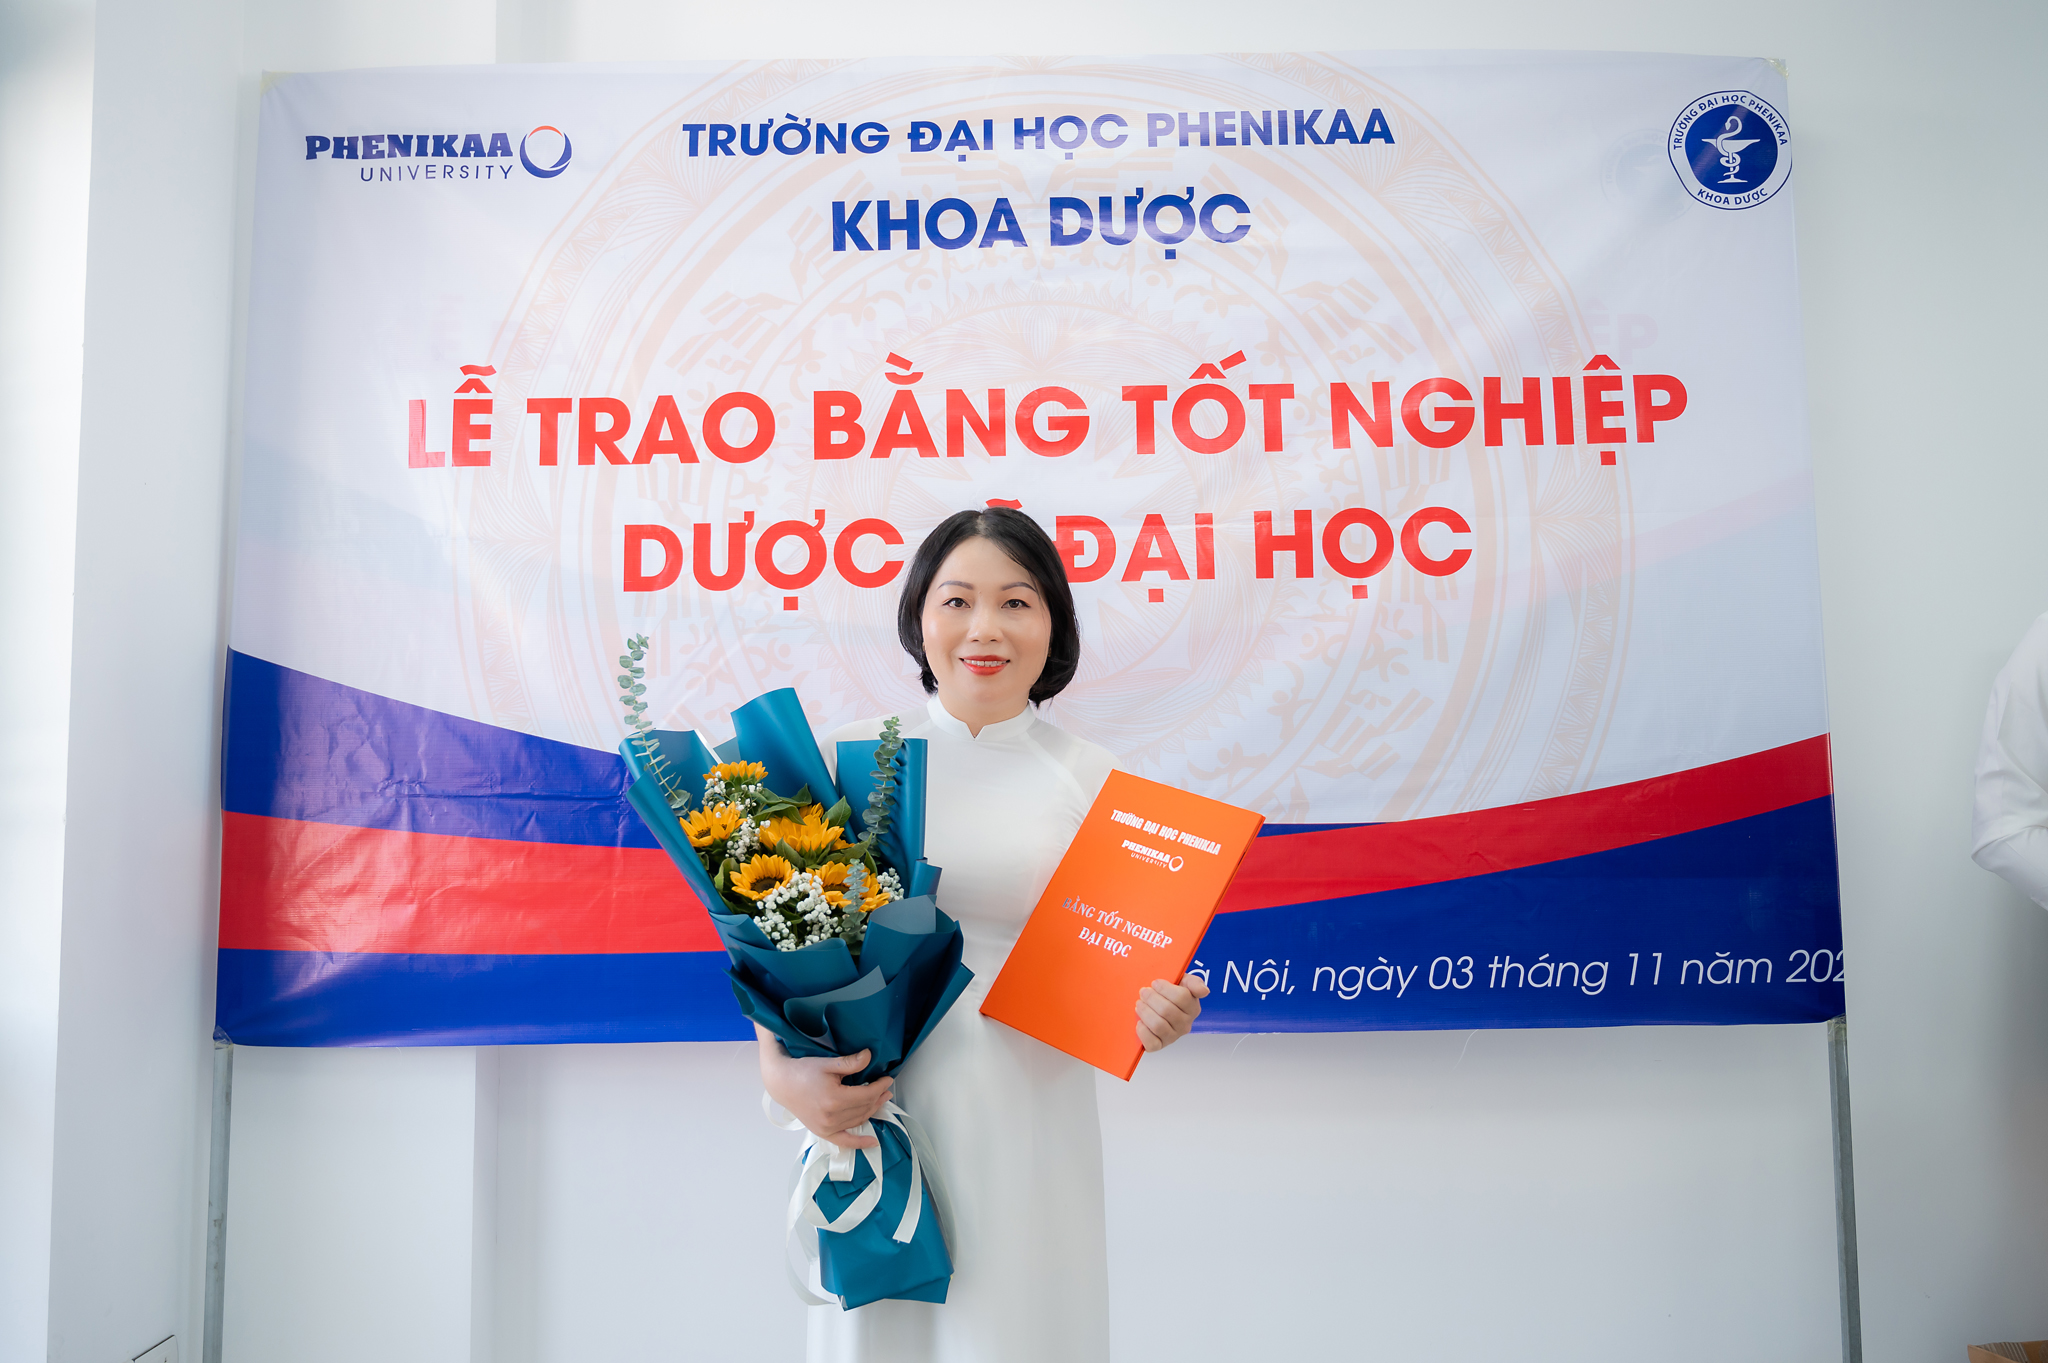 PHENIKAA
UNIVERSITY
TRƯỜNG ĐẠI HỌC PHENIKAA
KHOA DƯỢC
TRƯỜNG ĐẠI HỌC PHENIKAA
KHOA DƯỢC
LỄ TRAO BẰNG TỐT NGHIỆP
DƯỢC ĐẠI HỌC
TRƯỜNG ĐẠI HỌC PHENIKAA
PHENIKAA
UNIVERSITY
BẰNG TỐT NGHIỆP
ĐẠI HỌC
Nội, ngày 03 tháng 11 năm